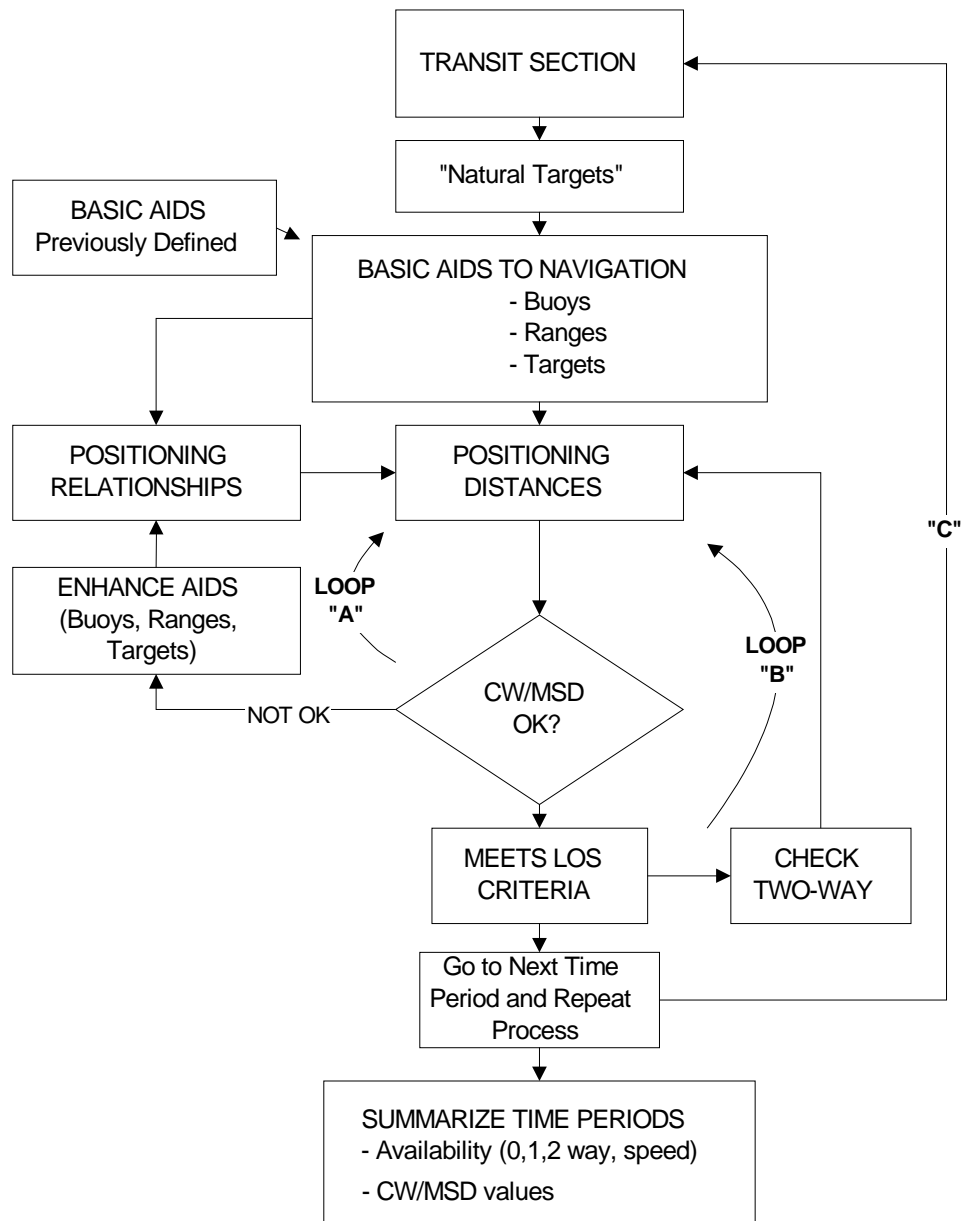 TRANSIT SECTION
"Natural Targets"
BASIC AIDS
Previously Defined
BASIC AIDS TO NAVIGATION
- Buoys
- Ranges
- Targets
POSITIONING
RELATIONSHIPS
POSITIONING
DISTANCES
"C"
ENHANCE AIDS
(Buoys, Ranges,
Targets)
LOOP
"A"
LOOP
"B"
CW/MSD
OK?
NOT OK
MEETS LOS
CRITERIA
CHECK
TWO-WAY
Go to Next Time
Period and Repeat
Process
SUMMARIZE TIME PERIODS
- Availability (0,1,2 way, speed)
- CW/MSD values